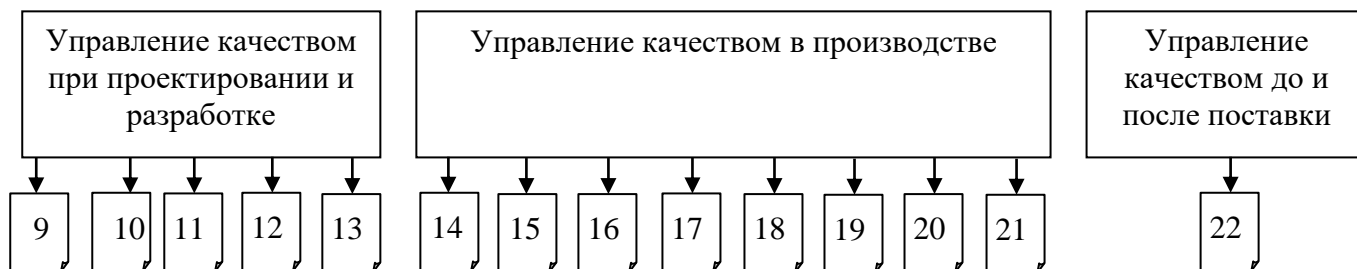 Управление качеством
при проектировании и
разработке
Управление качеством в производстве
Управление
качеством до и
после поставки
9
10
11
12
13
14
15
16
17
18
19
20
21
22